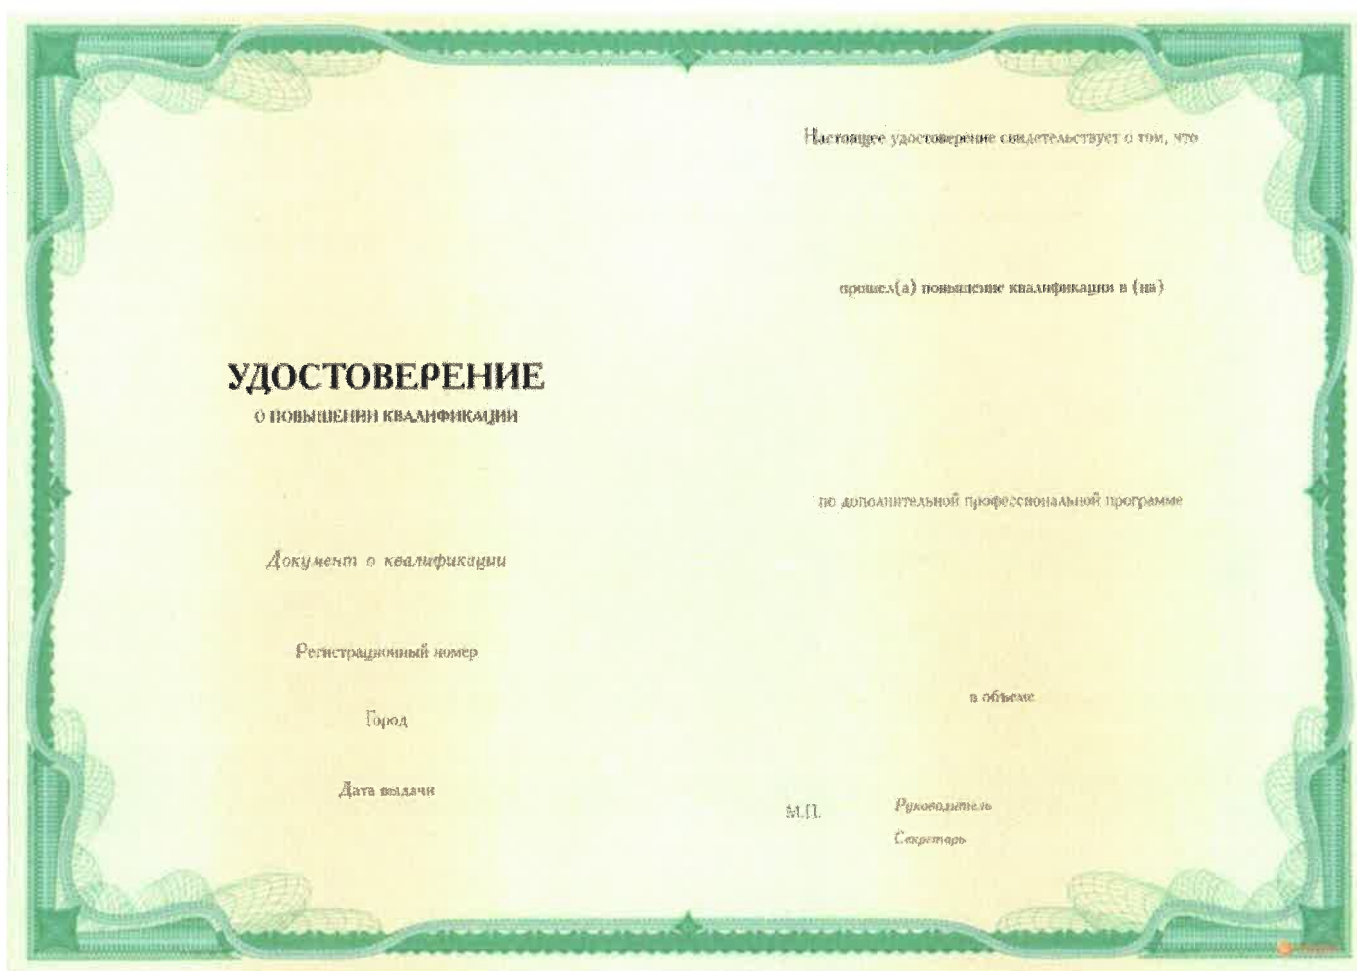 УДОСТОВЕРЕНИЕ
О ПОВЫШЕНИИ КВАЛИФИКАЦИИ
Документ о квалификации
Регистрационный номер
Город
Дата выдачи
Настоящее удостоверение свидетельствует о том, что
прошел(а) повышение квалификации в (на)
по дополнительной профессиональной программе
в объеме
М.П.
Руководитель
Секретарь